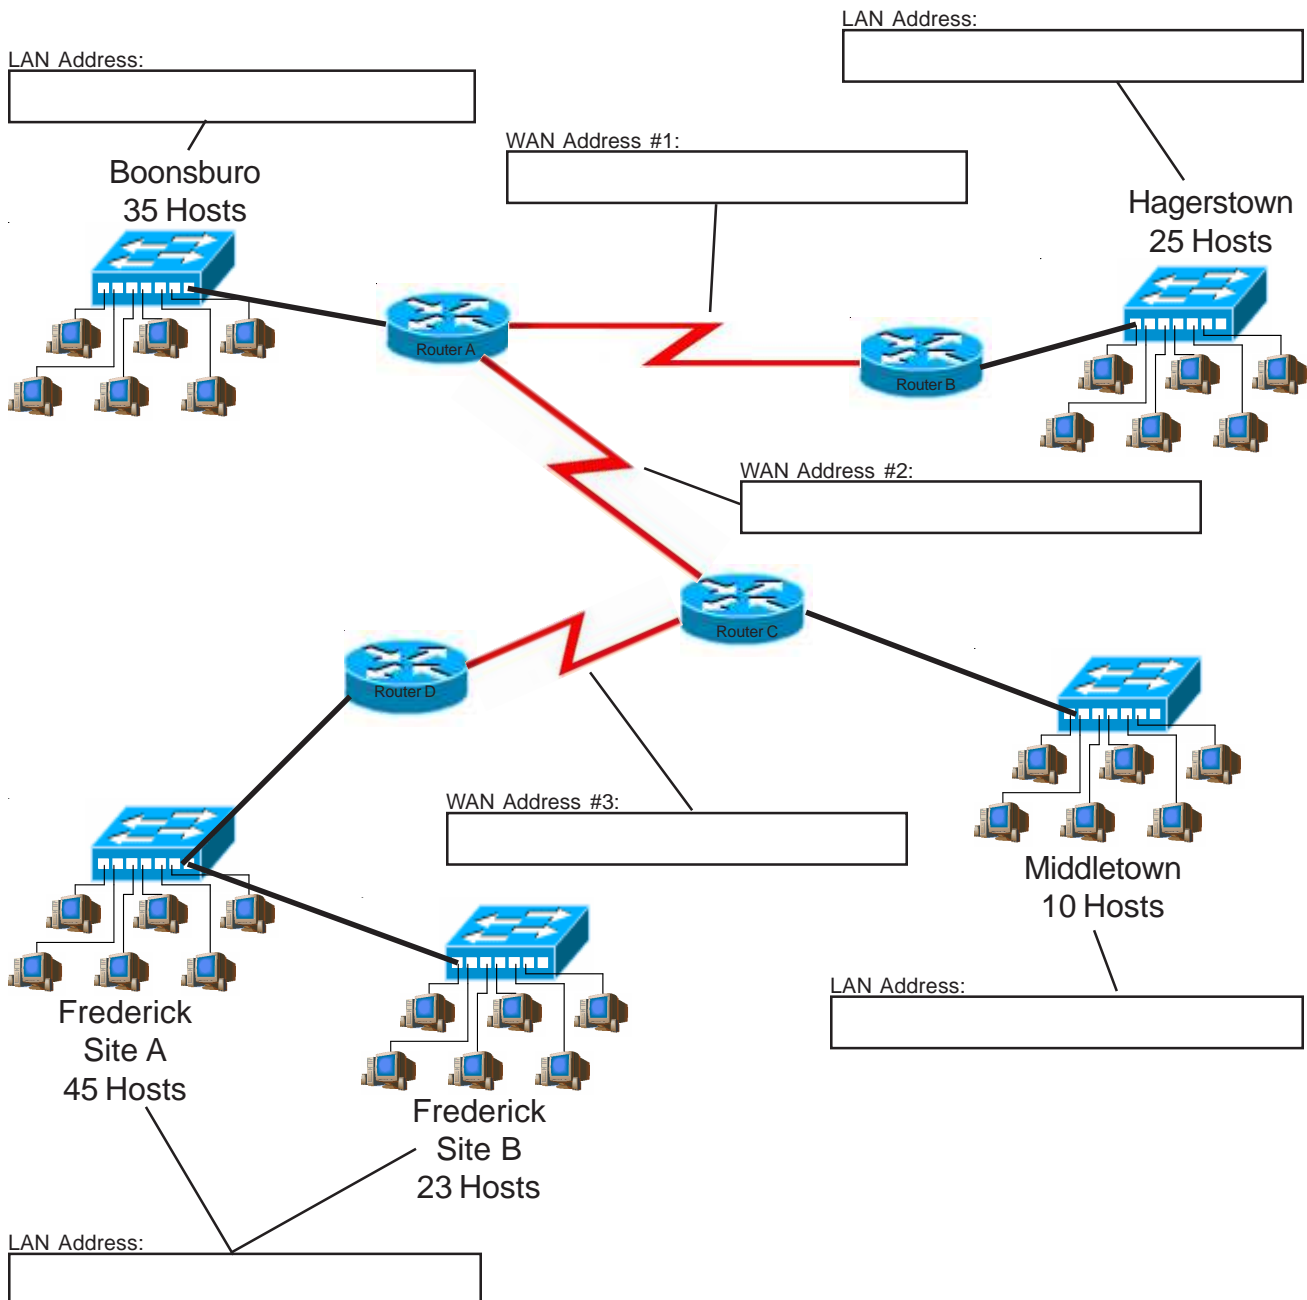 LAN Address:
LAN Address:
WAN Address #1:
Boonsburo
35 Hosts
Hagerstown
25 Hosts
Router A
Router B
WAN Address #2:
Router C
Router D
WAN Address #3:
Middletown
10 Hosts
LAN Address:
Frederick
Site A
45 Hosts
Frederick
Site B
23 Hosts
LAN Address: